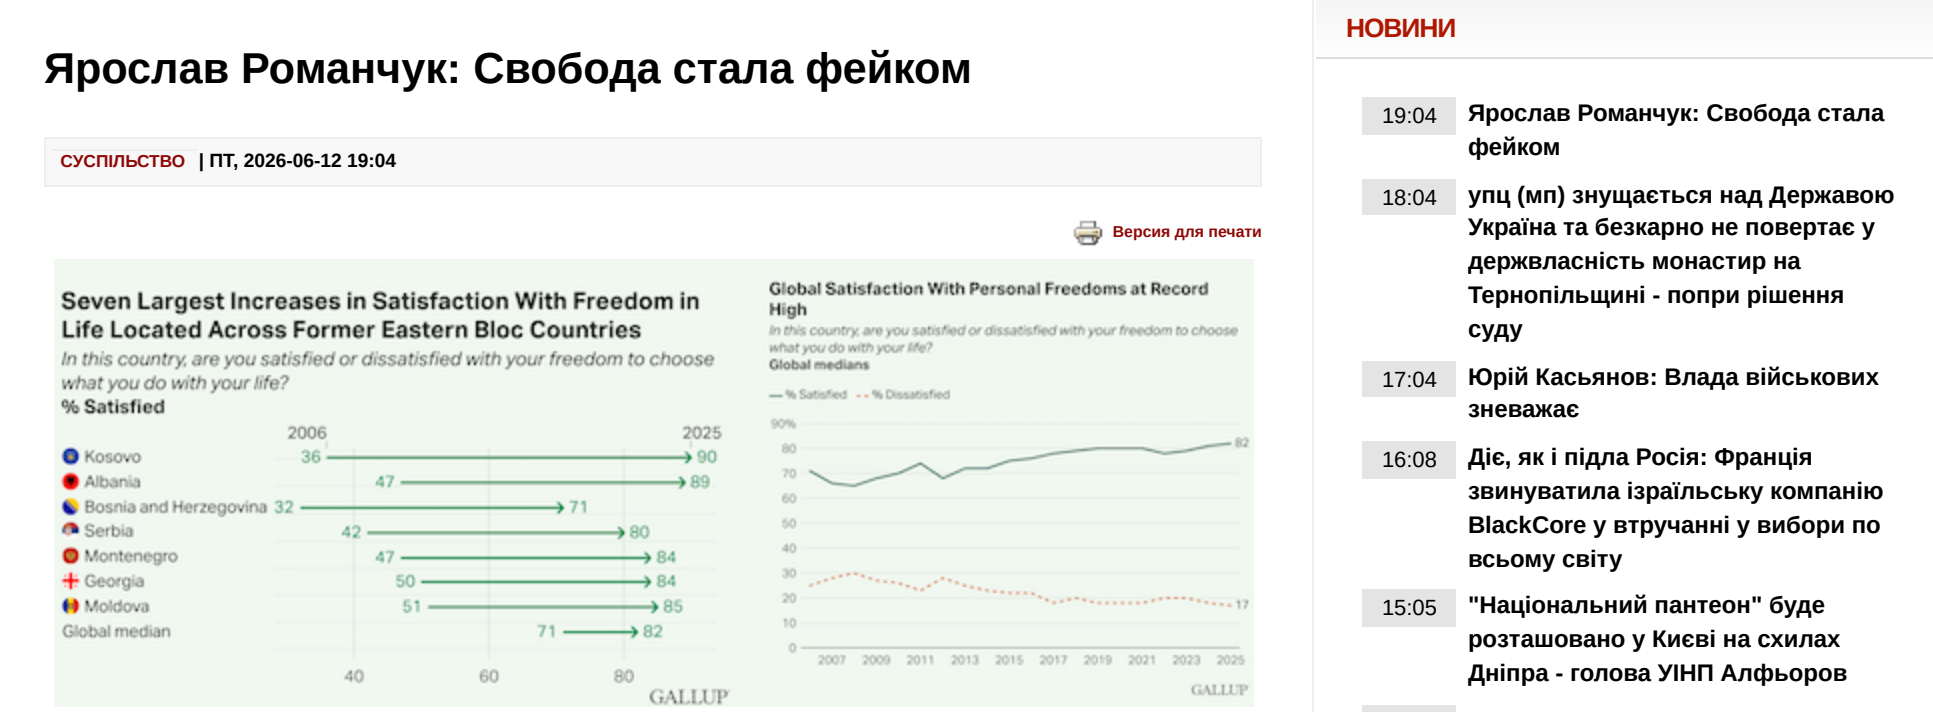 Ярослав Романчук: Свобода стала фейком
СУСПІЛЬСТВО | ПТ, 2026-06-12 19:04
Версия для печати
Seven Largest Increases in Satisfaction With Freedom in
Life Located Across Former Eastern Bloc Countries
In this country, are you satisfied or dissatisfied with your freedom to choose
what you do with your life?
% Satisfied
2006 2025
Kosovo 36 90
Albania 47 89
Bosnia and Herzegovina 32 71
Serbia 42 80
Montenegro 47 84
Georgia 50 84
Moldova 51 85
Global median 71 82
40 60 80
GALLUP
Global Satisfaction With Personal Freedoms at Record
High
In this country, are you satisfied or dissatisfied with your freedom to choose
what you do with your life?
Global medians
% Satisfied % Dissatisfied
90%
80
70
60
50
40
30
20
10
0
82
17
2007 2009 2011 2013 2015 2017 2019 2021 2023 2025
GALLUP
НОВИНИ
19:04 Ярослав Романчук: Свобода стала
фейком
18:04 упц (мп) знущається над Державою
Україна та безкарно не повертає у
держвласність монастир на
Тернопільщині - попри рішення
суду
17:04 Юрій Касьянов: Влада військових
зневажає
16:08 Діє, як і підла Росія: Франція
звинуватила ізраїльську компанію
BlackCore у втручанні у вибори по
всьому світу
15:05 "Національний пантеон" буде
розташовано у Києві на схилах
Дніпра - голова УІНП Алфьоров